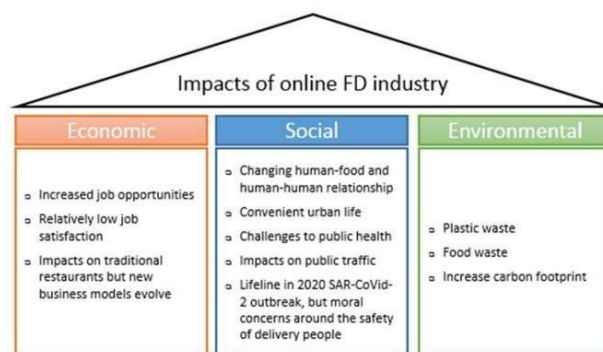 Impacts of online FD industry
Economic
Increased job opportunities
Relatively low job
satisfaction
Impacts on traditional
restaurants but new
business models evolve
Social
Changing human-food and
human-human relationship
Convenient urban life
Challenges to public health
Impacts on public traffic
Lifeline in 2020 SAR-CoVid-
2 outbreak, but moral
concerns around the safety
of delivery people
Environmental
Plastic waste
Food waste
Increase carbon footprint